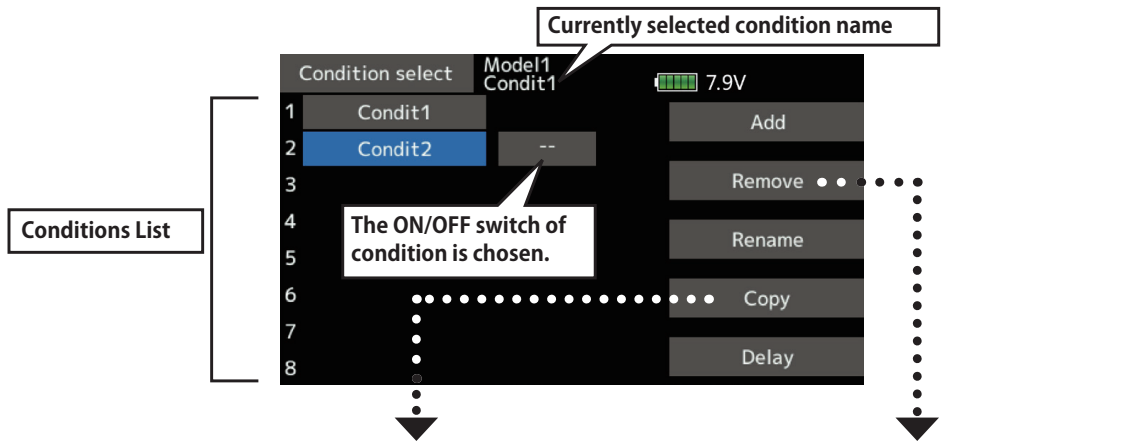 Currently selected condition name
Condition select
Model1
Condit1
7.9V
1 Condit1
Add
2 Condit2 --
3
Remove
Conditions List
4
The ON/OFF switch of
condition is chosen.
Rename
5
6
Copy
7
Delay
8